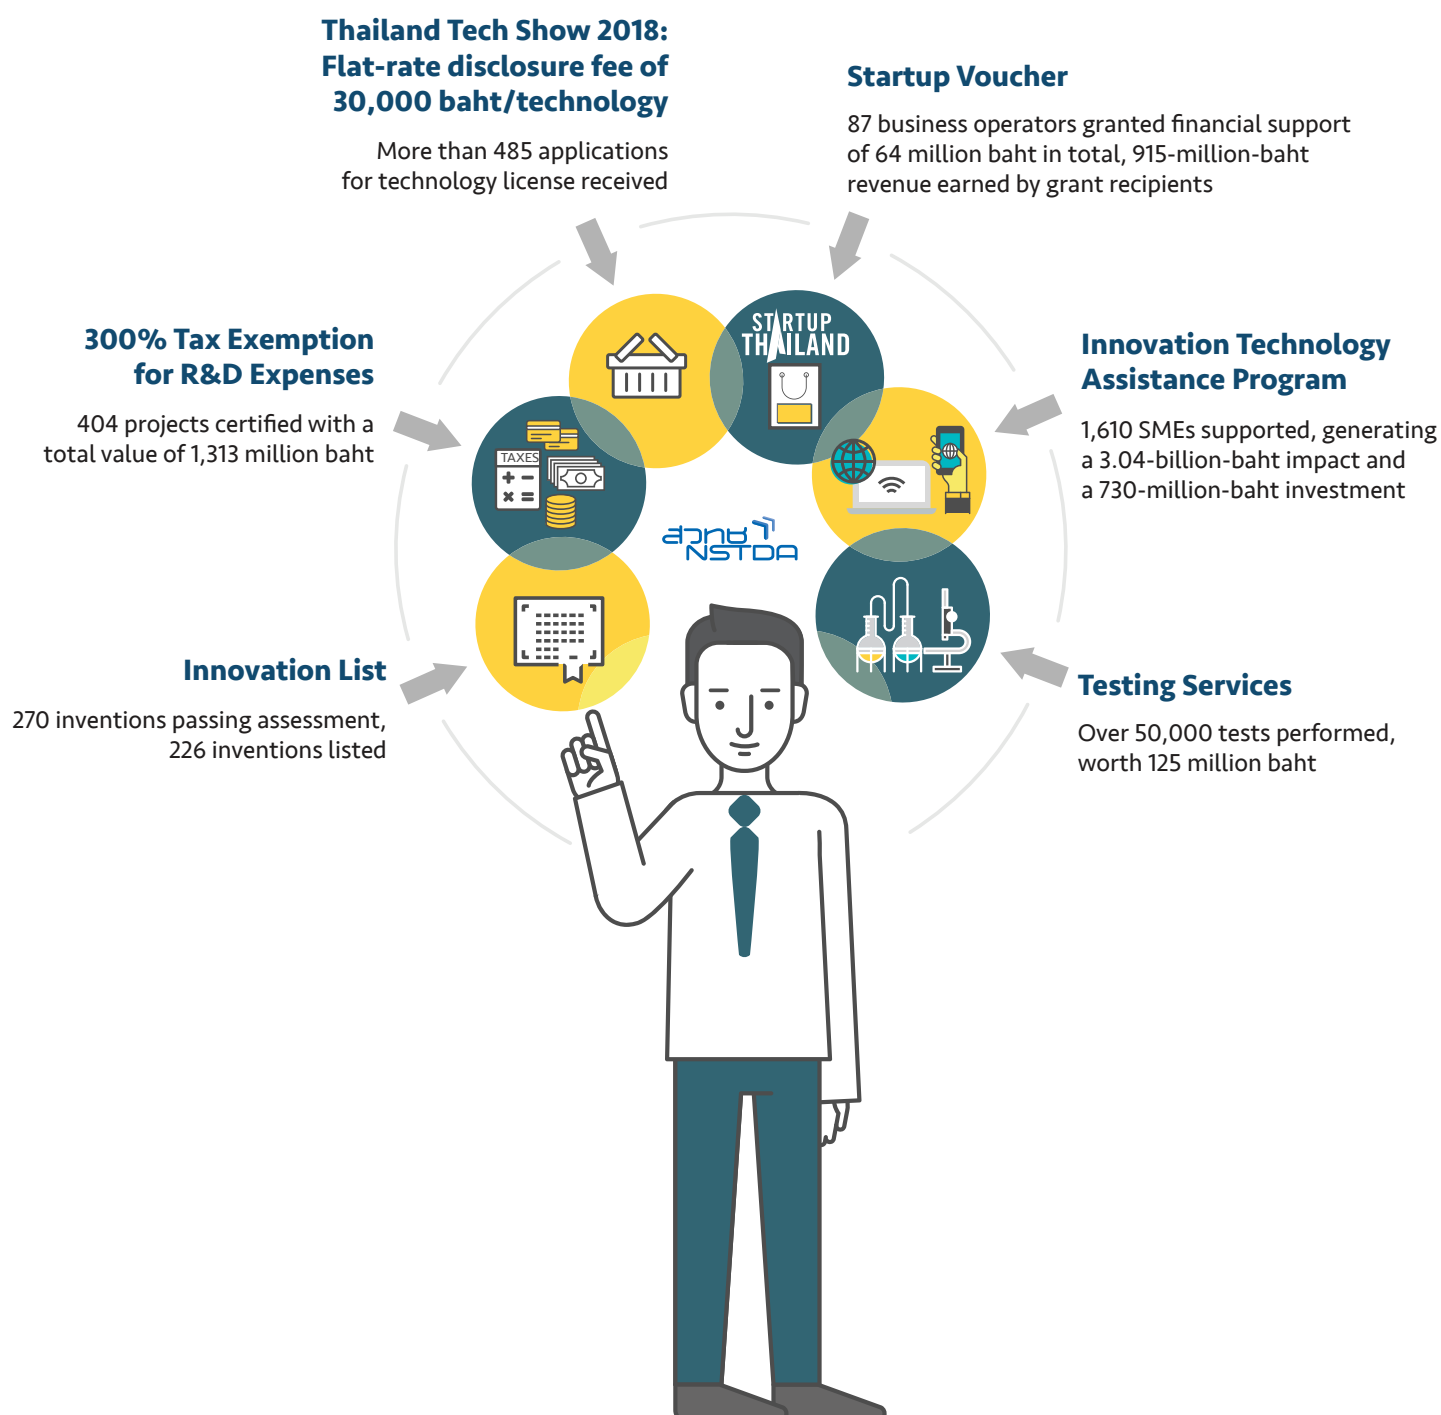 Thailand Tech Show 2018:
Flat-rate disclosure fee of
30,000 baht/technology
More than 485 applications
for technology license received
Startup Voucher
87 business operators granted financial support
of 64 million baht in total, 915-million-baht
revenue earned by grant recipients
300% Tax Exemption
for R&D Expenses
404 projects certified with a
total value of 1,313 million baht
STARTUP
THAILAND
Innovation Technology
Assistance Program
1,610 SMEs supported, generating
a 3.04-billion-baht impact and
a 730-million-baht investment
TAXES
+ −
× =
สวทช
NSTDA
Innovation List
270 inventions passing assessment,
226 inventions listed
Testing Services
Over 50,000 tests performed,
worth 125 million baht